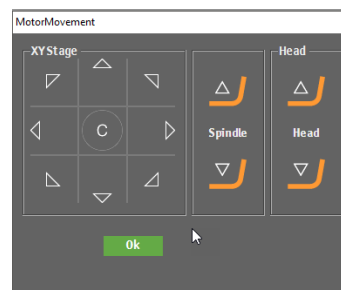 MotorMovement
XYStage
Head
C
Spindle
Head
Ok